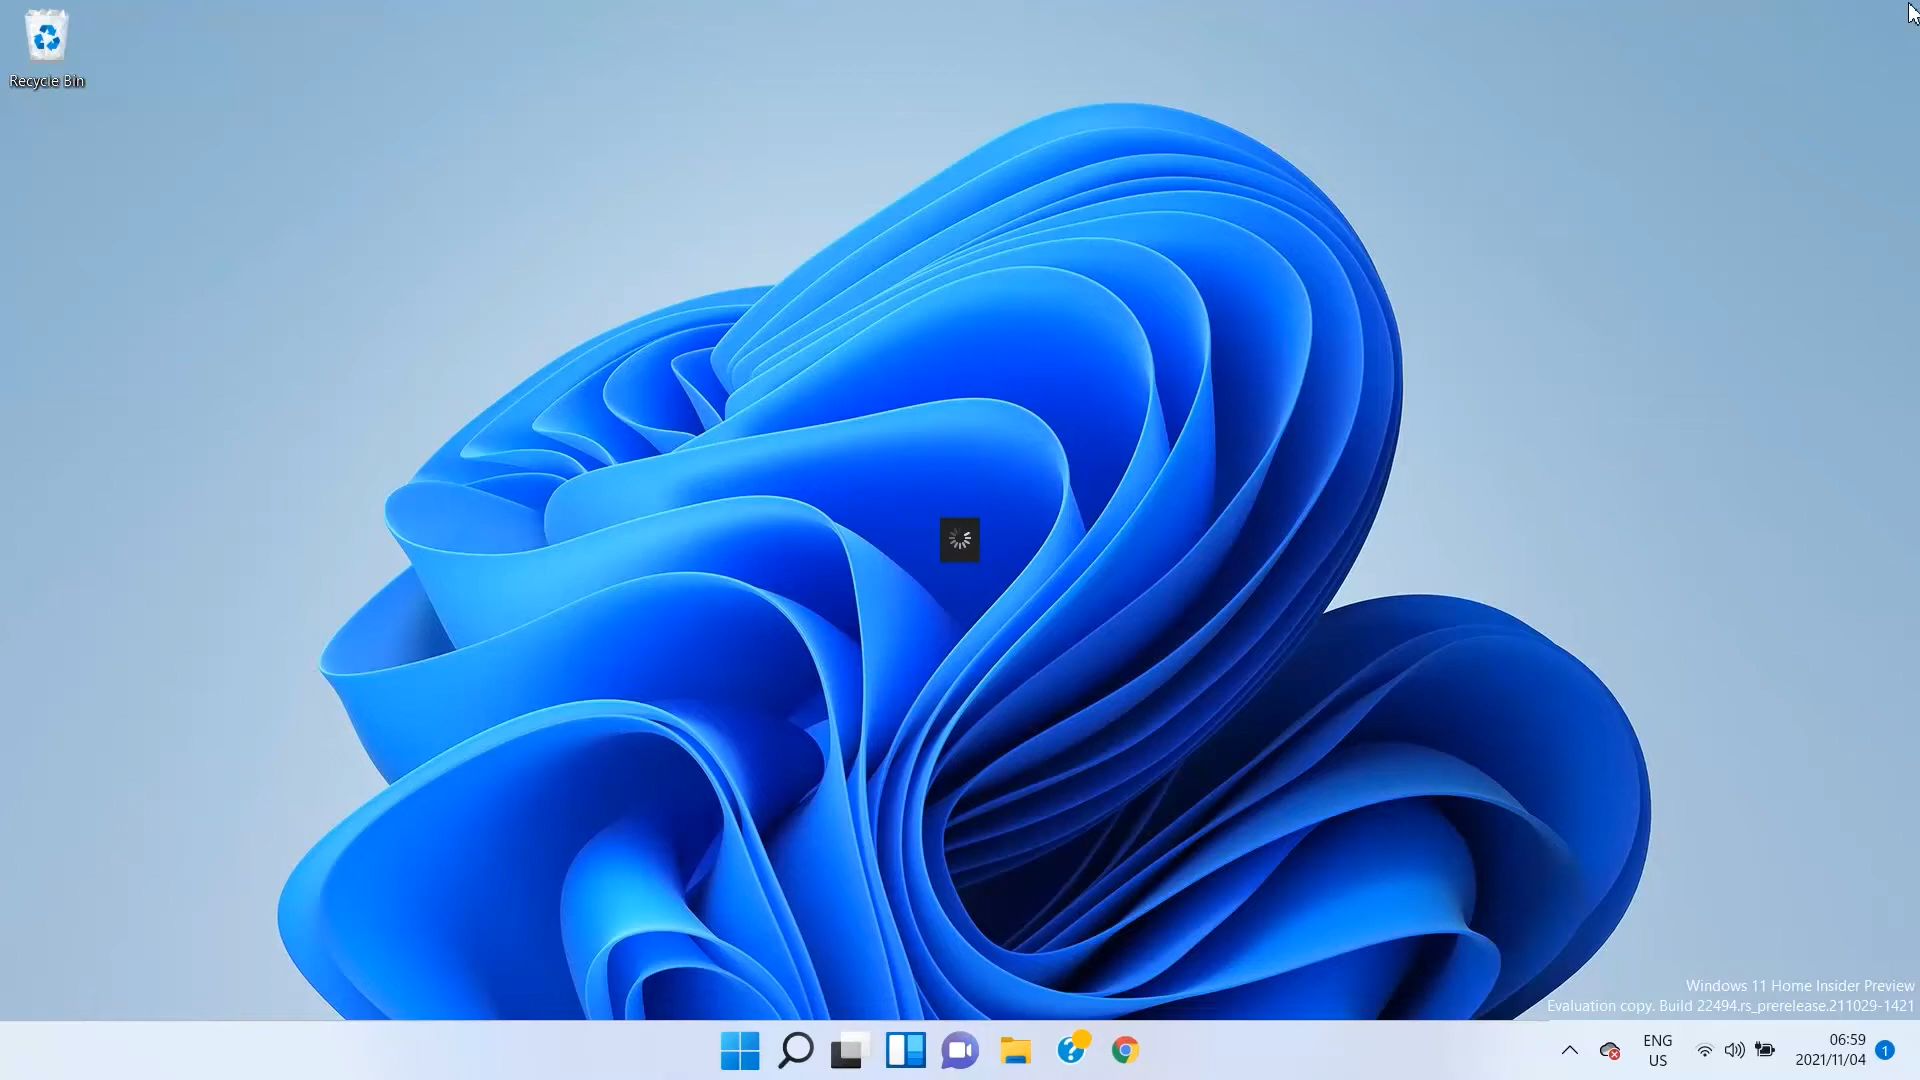 Recycle Bin
Windows 11 Home Insider Preview
Evaluation copy. Build 22494.rs_prerelease.211029-1421
ENG
US
06:59
2021/11/04
1